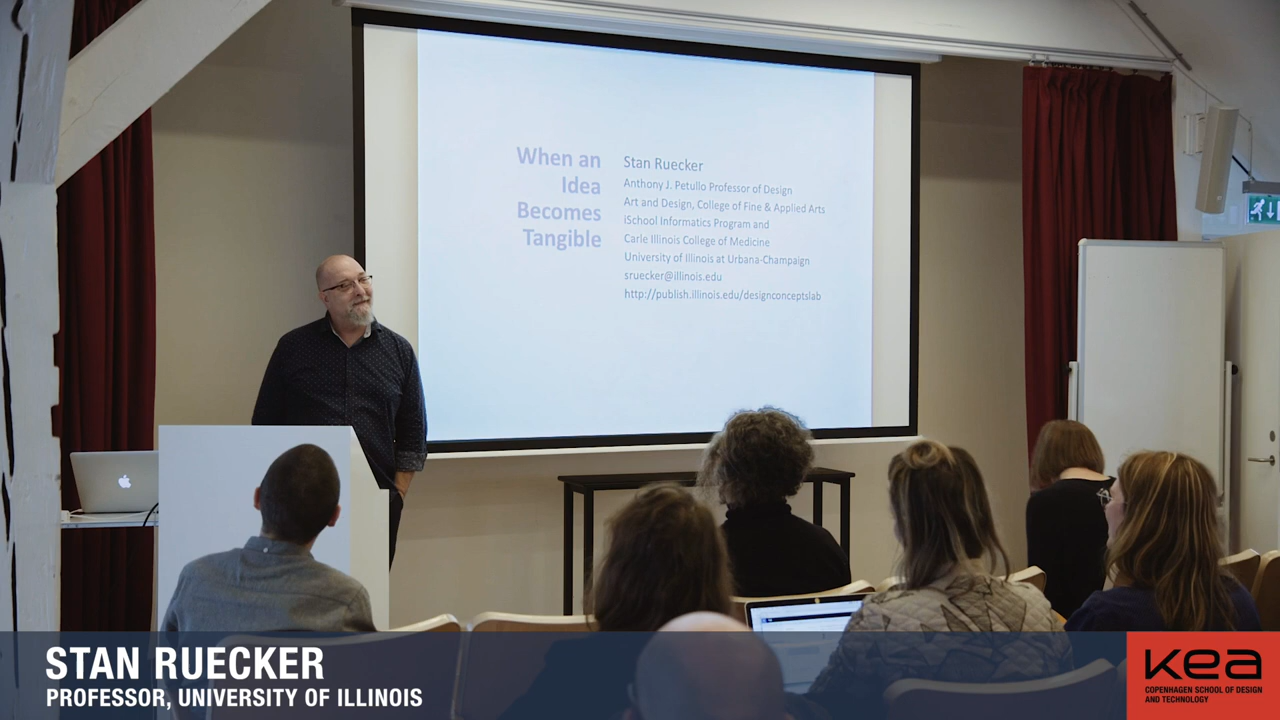 When an
Idea
Becomes
Tangible
Stan Ruecker
Anthony J. Petullo Professor of Design
Art and Design, College of Fine & Applied Arts
iSchool Informatics Program and
Carle Illinois College of Medicine
University of Illinois at Urbana-Champaign
sruecker@illinois.edu
http://publish.illinois.edu/designconceptslab
STAN RUECKER
PROFESSOR, UNIVERSITY OF ILLINOIS
kea
COPENHAGEN SCHOOL OF DESIGN
AND TECHNOLOGY